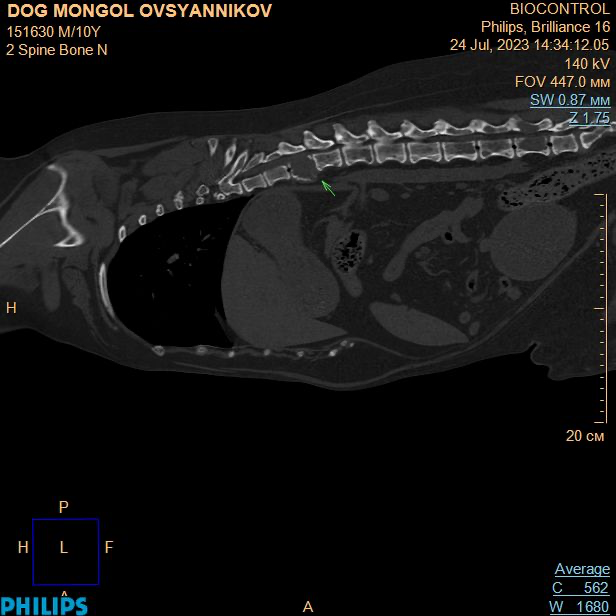 DOG MONGOL OVSYANNIKOV
151630 M/10Y
2 Spine Bone N
BIOCONTROL
Philips, Brilliance 16
24 Jul, 2023 14:34:12.05
140 kV
FOV 447.0 мм
SW 0.87 мм
Z 1.75
H
20 см
P
H L F
A
PHILIPS
A
Average
C 562
W 1680